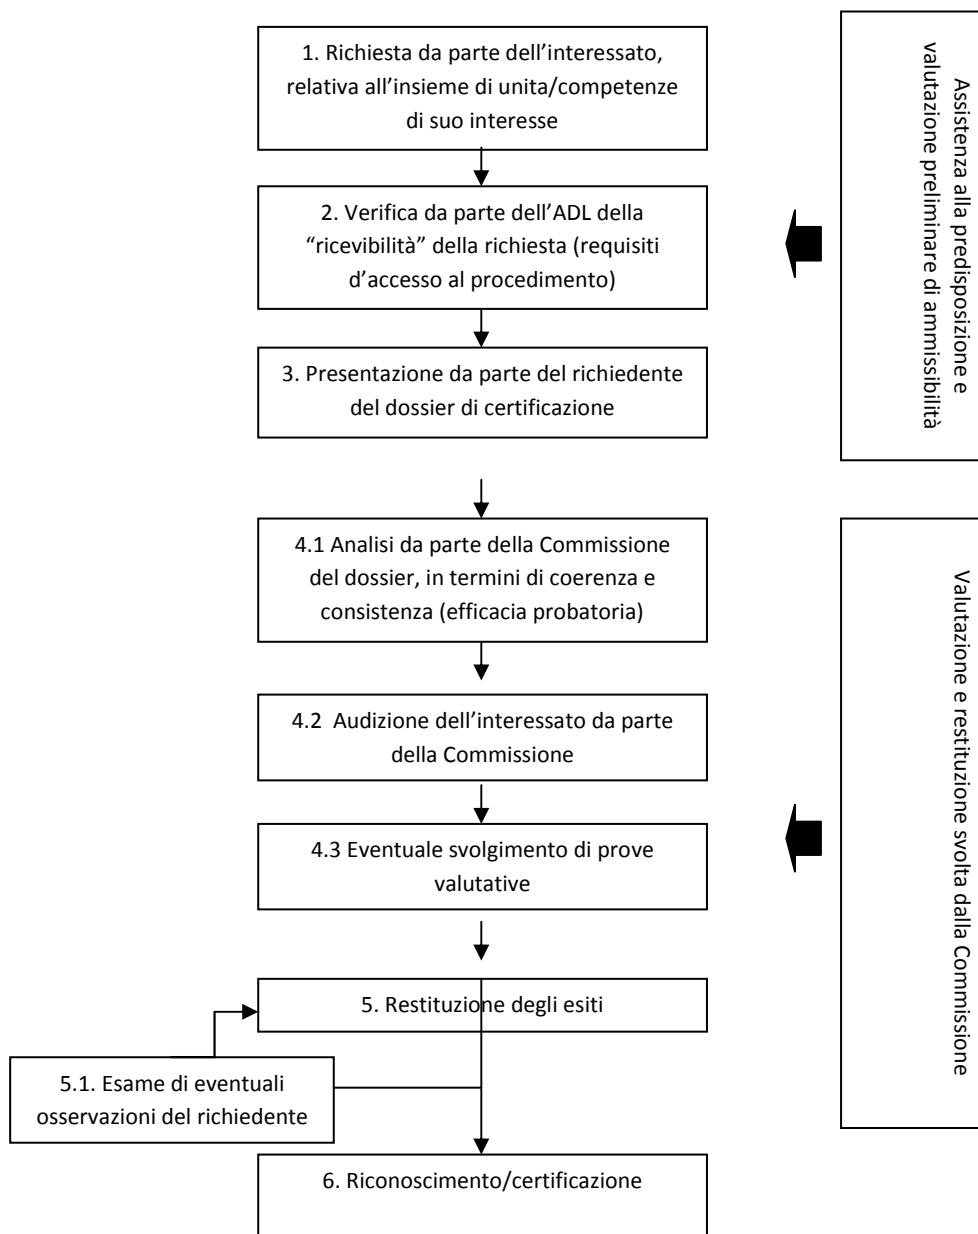 1. Richiesta da parte dell’interessato,
relativa all’insieme di unita/competenze
di suo interesse
2. Verifica da parte dell’ADL della
“ricevibilità” della richiesta (requisiti
d’accesso al procedimento)
3. Presentazione da parte del richiedente
del dossier di certificazione
Assistenza alla predisposizione e
valutazione preliminare di ammissibilità
4.1 Analisi da parte della Commissione
del dossier, in termini di coerenza e
consistenza (efficacia probatoria)
4.2 Audizione dell’interessato da parte
della Commissione
4.3 Eventuale svolgimento di prove
valutative
5. Restituzione degli esiti
5.1. Esame di eventuali
osservazioni del richiedente
Valutazione e restituzione svolta dalla Commissione
6. Riconoscimento/certificazione